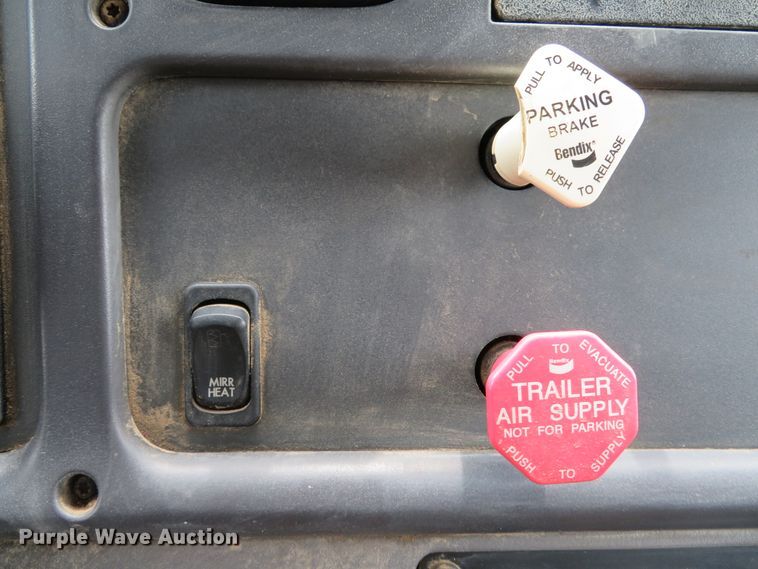 PULL TO APPLY
PARKING
BRAKE
Bendix
PUSH TO RELEASE
MIRR
HEAT
PULL TO EVACUATE
Bendix
TRAILER
AIR SUPPLY
NOT FOR PARKING
PUSH TO SUPPLY
Purple Wave Auction